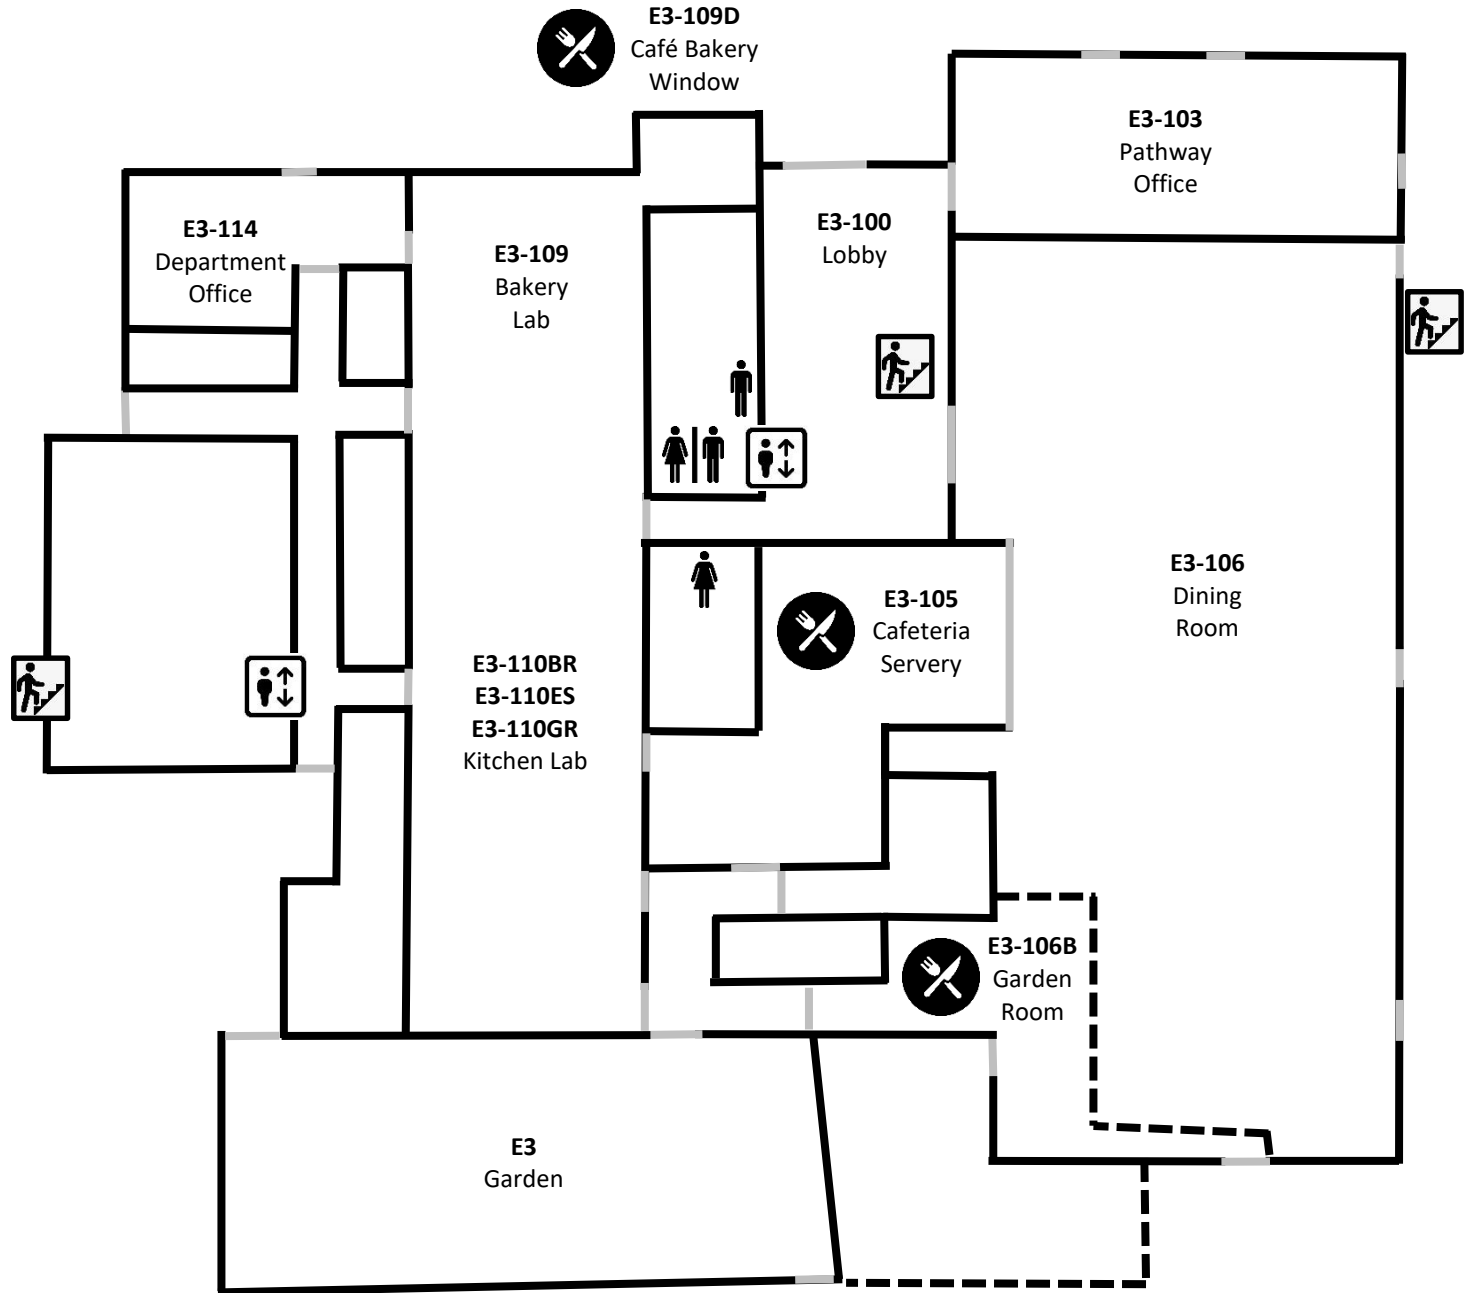 E3-109D
Café Bakery
Window
E3-103
Pathway
Office
E3-114
Department
Office
E3-109
Bakery
Lab
E3-100
Lobby
E3-106
Dining
Room
E3-105
Cafeteria
Servery
E3-110BR
E3-110ES
E3-110GR
Kitchen Lab
E3-106B
Garden
Room
E3
Garden